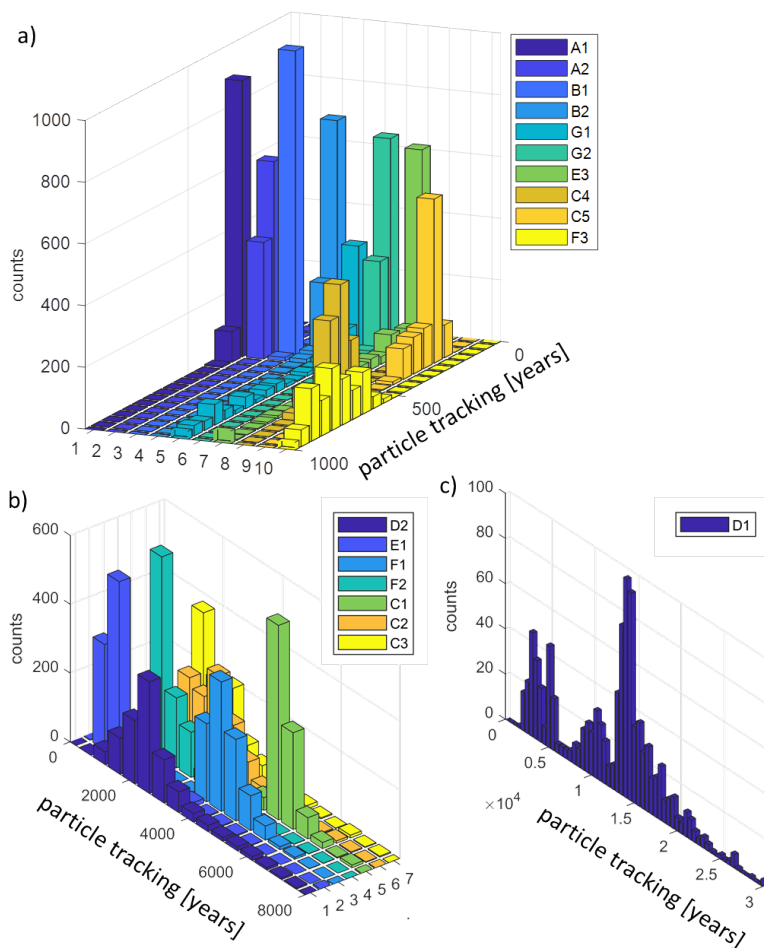 a)
A1
A2
B1
B2
G1
G2
E3
C4
C5
F3
1000
800
600
400
200
0
counts
1 2 3 4 5 6 7 8 9 10
0
500
1000
particle tracking [years]
b)
D2
E1
F1
F2
C1
C2
C3
600
400
200
0
counts
0
2000
4000
6000
8000
particle tracking [years]
1 2 3 4 5 6 7
c)
D1
100
80
60
40
20
0
counts
0
0.5
1
1.5
2
2.5
3
×10⁴
particle tracking [years]